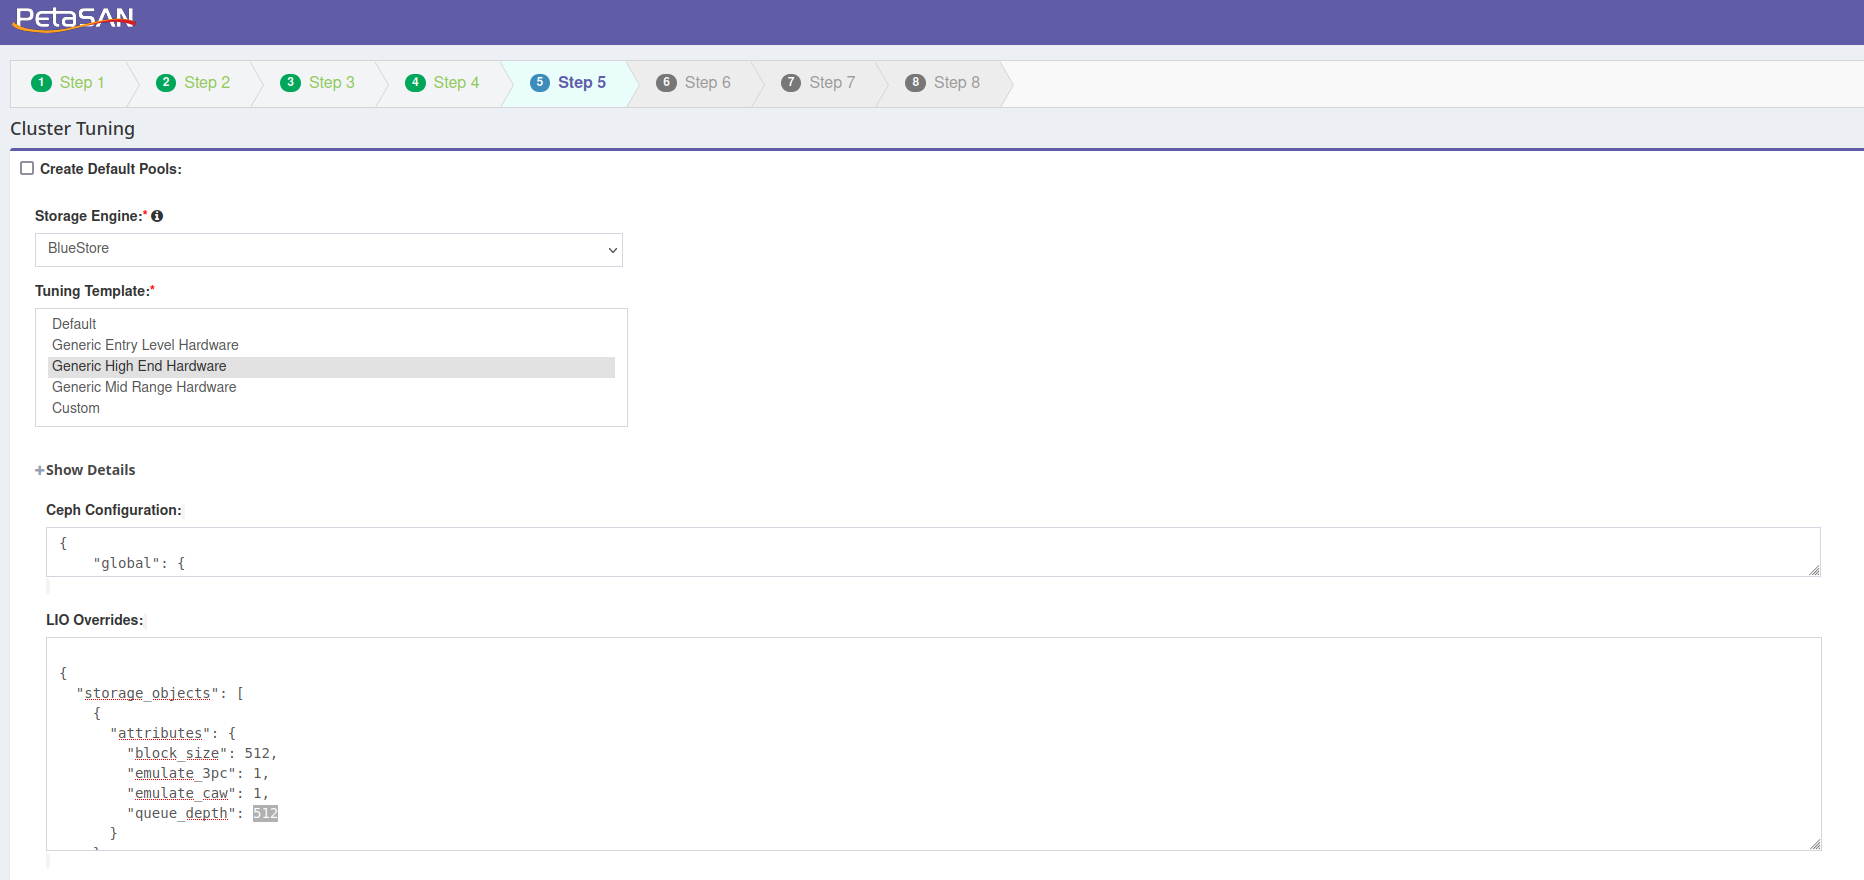 PetaSAN
1 Step 1 2 Step 2 3 Step 3 4 Step 4 5 Step 5 6 Step 6 7 Step 7 8 Step 8
Cluster Tuning
Create Default Pools:
Storage Engine:*
BlueStore
Tuning Template:*
Default
Generic Entry Level Hardware
Generic High End Hardware
Generic Mid Range Hardware
Custom
+Show Details
Ceph Configuration:
{
"global": {
LIO Overrides:
{
"storage_objects": [
{
"attributes": {
"block_size": 512,
"emulate_3pc": 1,
"emulate_caw": 1,
"queue_depth": 512
}